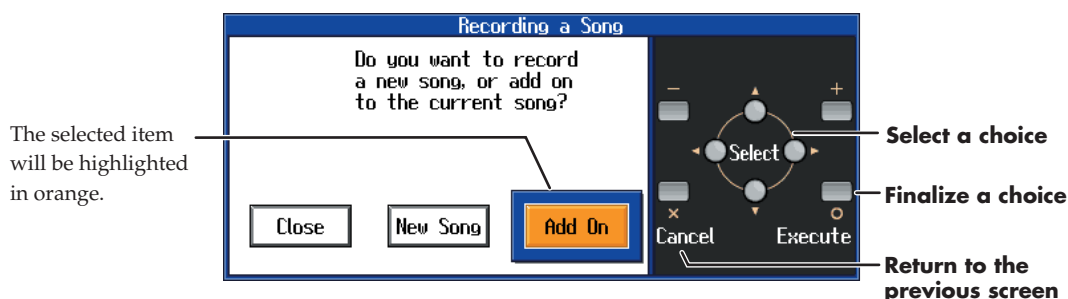 Recording a Song
Do you want to record
a new song, or add on
to the current song?
Close
New Song
Add On
The selected item
will be highlighted
in orange.
−
+
Select
×
Cancel
Execute
Select a choice
Finalize a choice
Return to the
previous screen